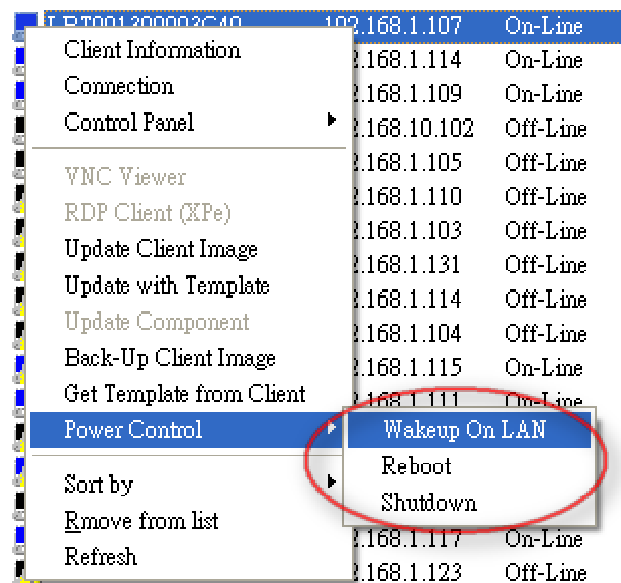 192.168.1.107 On-Line
Client Information
2.168.1.114 On-Line
Connection
2.168.1.109 On-Line
Control Panel
2.168.10.102 Off-Line
2.168.1.105 Off-Line
VNC Viewer
2.168.1.110 Off-Line
RDP Client (XPe)
2.168.1.103 Off-Line
Update Client Image
2.168.1.131 Off-Line
Update with Template
2.168.1.114 Off-Line
Update Component
2.168.1.104 Off-Line
Back-Up Client Image
2.168.1.115 On-Line
Get Template from Client
2.168.1.111 On-Line
Power Control
Wakeup On LAN
Reboot
Sort by
Shutdown
Rmove from list
2.168.1.117 On-Line
Refresh
2.168.1.123 Off-Line